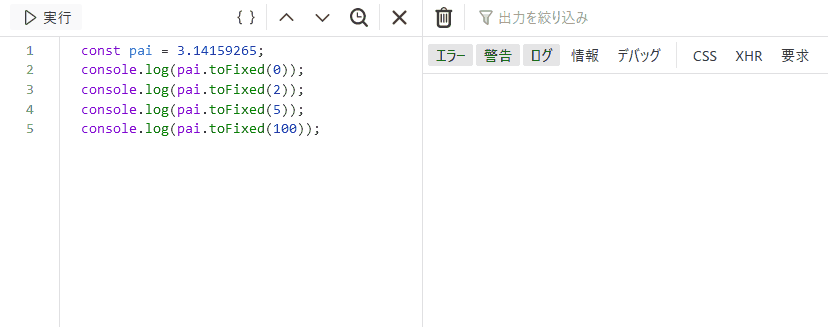 実行 { }
出力を絞り込み
エラー 警告 ログ 情報 デバッグ CSS XHR 要求
1 const pai = 3.14159265;
2 console.log(pai.toFixed(0));
3 console.log(pai.toFixed(2));
4 console.log(pai.toFixed(5));
5 console.log(pai.toFixed(100));